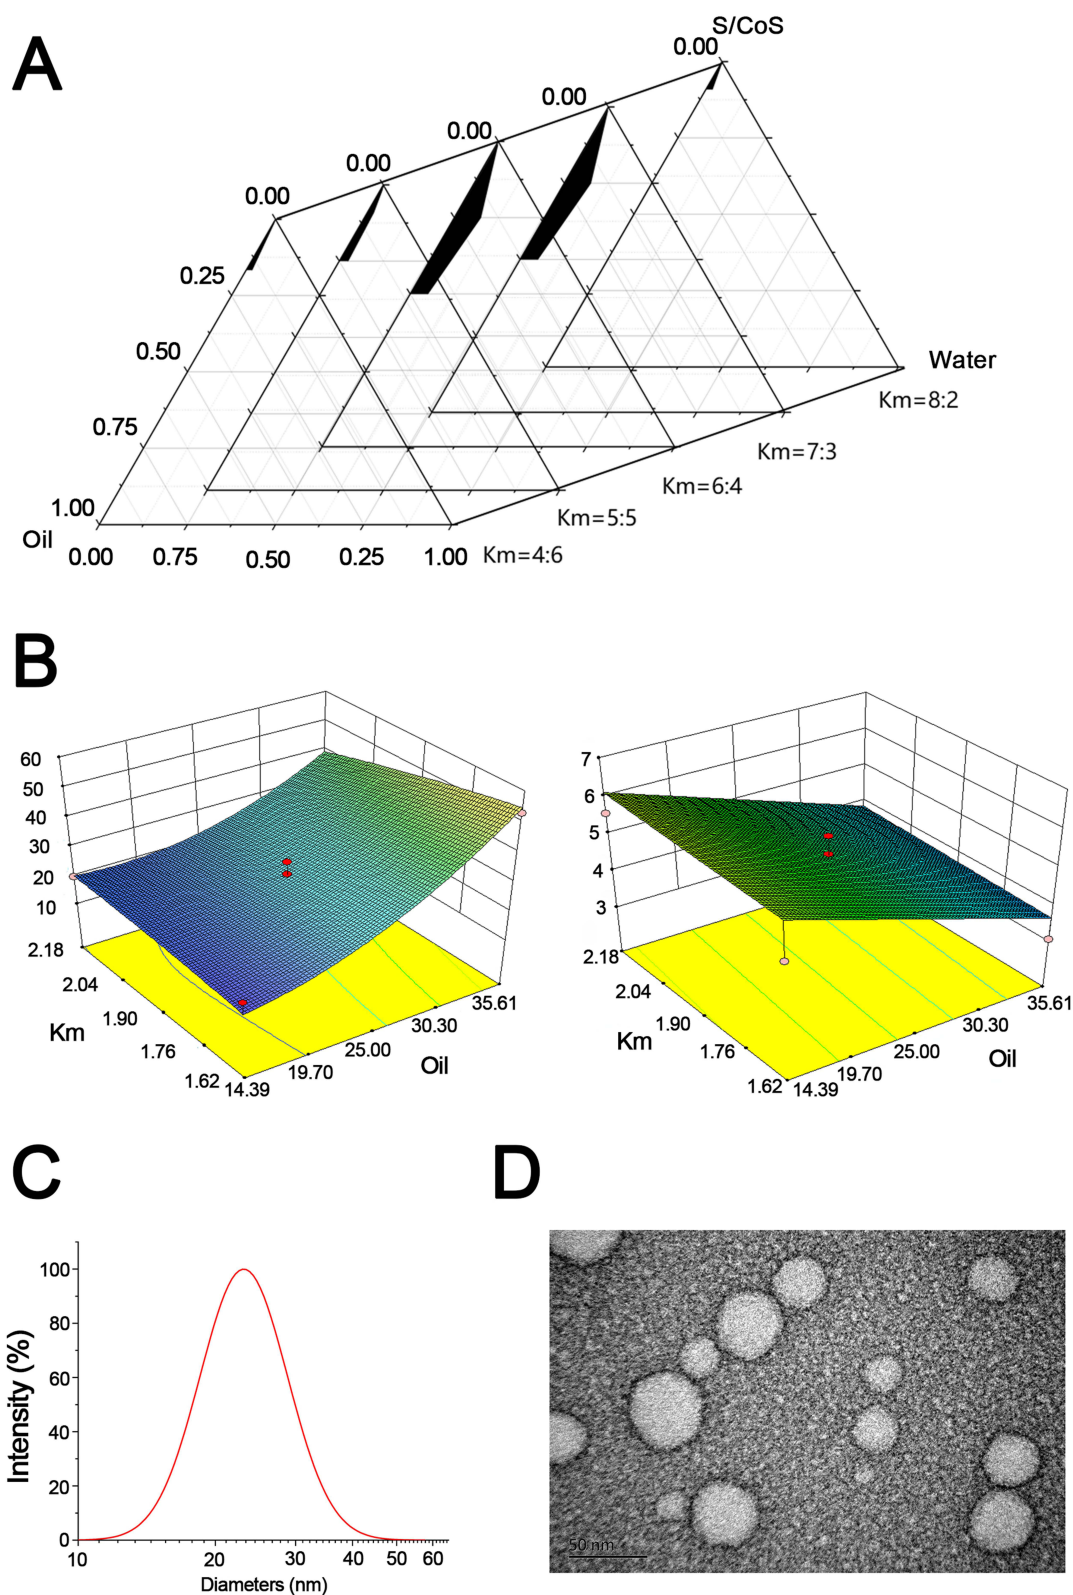 A
S/CoS
0.00
0.00
0.00
0.00
0.00
0.25
0.50
0.75
1.00
Oil
0.00 0.75 0.50 0.25 1.00
Water
Km=8:2
Km=7:3
Km=6:4
Km=5:5
Km=4:6
B
60
50
40
30
20
10
2.18
2.04
1.90
1.76
1.62
Km
14.39
19.70
25.00
30.30
35.61
Oil
7
6
5
4
3
2.18
2.04
1.90
1.76
1.62
Km
14.39
19.70
25.00
30.30
35.61
Oil
C
100
80
60
40
20
0
Intensity (%)
10 20 30 40 50 60
Diameters (nm)
D
50 nm